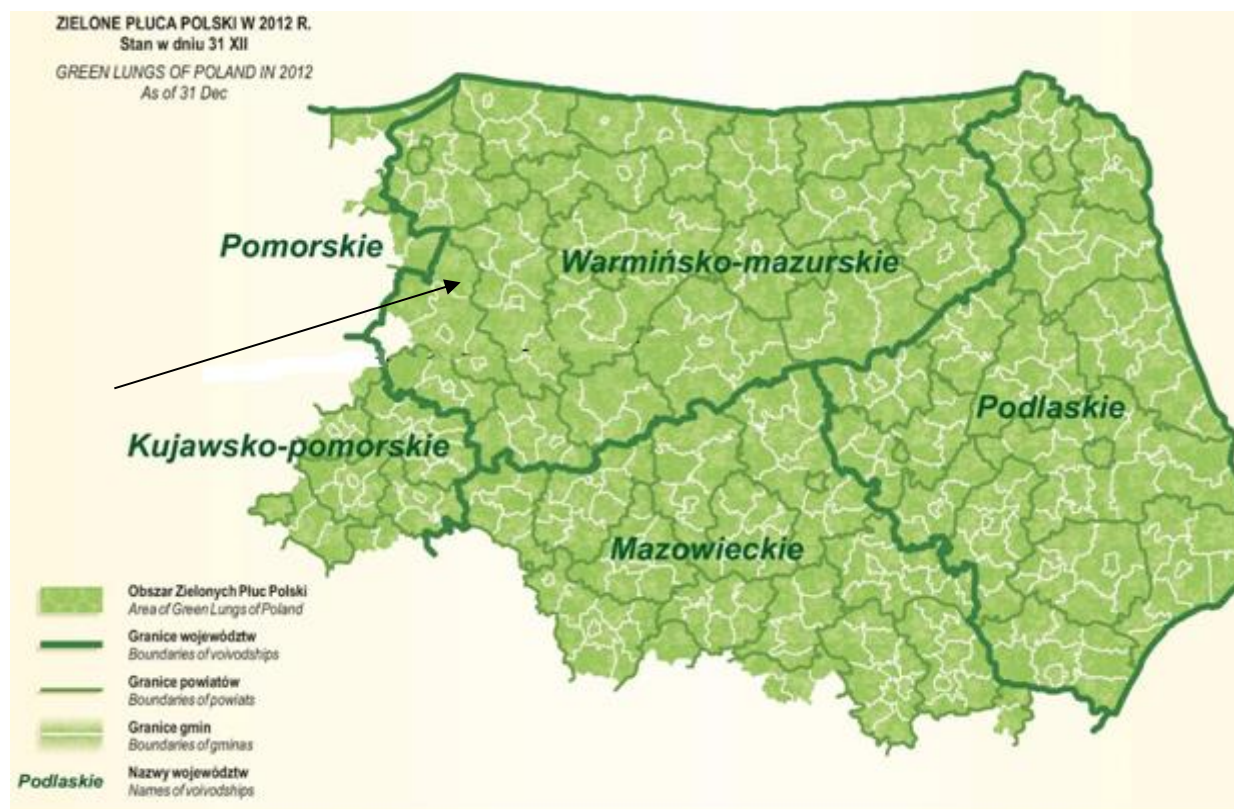 ZIELONE PŁUCA POLSKI W 2012 R.
Stan w dniu 31 XII
GREEN LUNGS OF POLAND IN 2012
As of 31 Dec
Pomorskie
Warmińsko-mazurskie
Podlaskie
Kujawsko-pomorskie
Mazowieckie
Obszar Zielonych Płuc Polski
Area of Green Lungs of Poland
Granice województw
Boundaries of voivodships
Granice powiatów
Boundaries of powiats
Granice gmin
Boundaries of gminas
Podlaskie
Nazwy województw
Names of voivodships